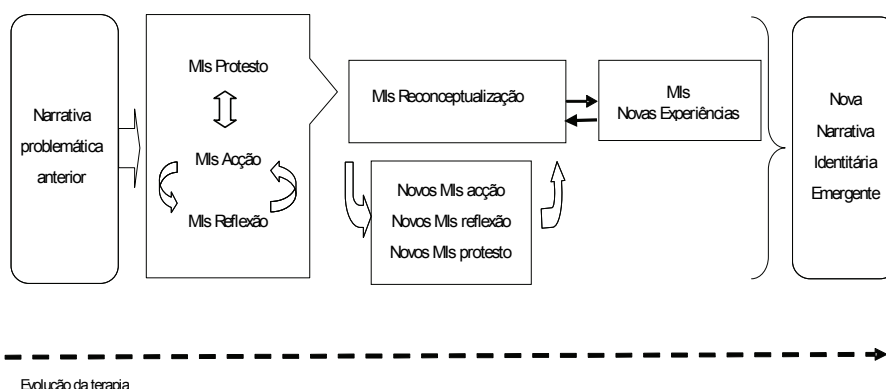 Narrativa
problemática
anterior
MIs Protesto
MIs Acção
MIs Reflexão
MIs Reconceptualização
Novos MIs acção
Novos MIs reflexão
Novos MIs protesto
MIs
Novas Experiências
Nova
Narrativa
Identitária
Emergente
Evolução da terapia